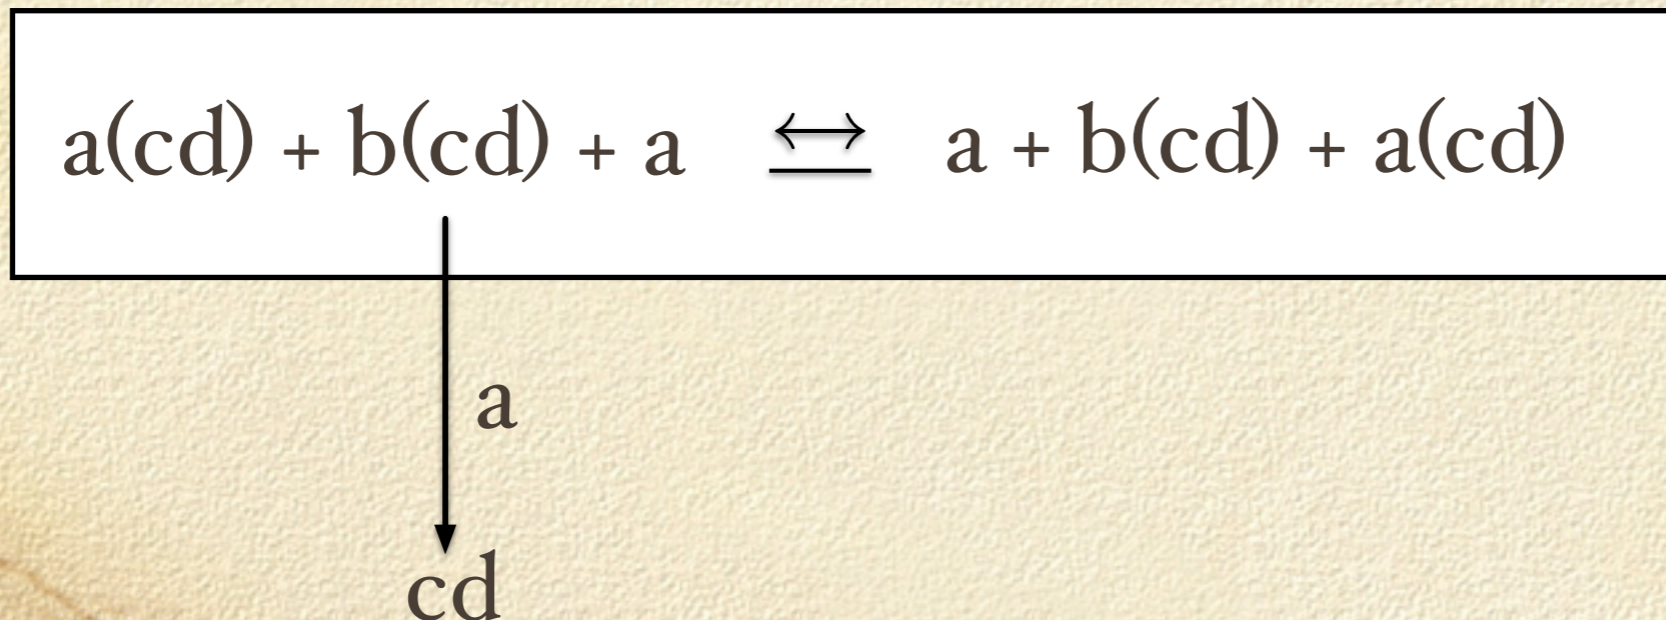 a(cd) + b(cd) + a ↔ a + b(cd) + a(cd)
a
cd